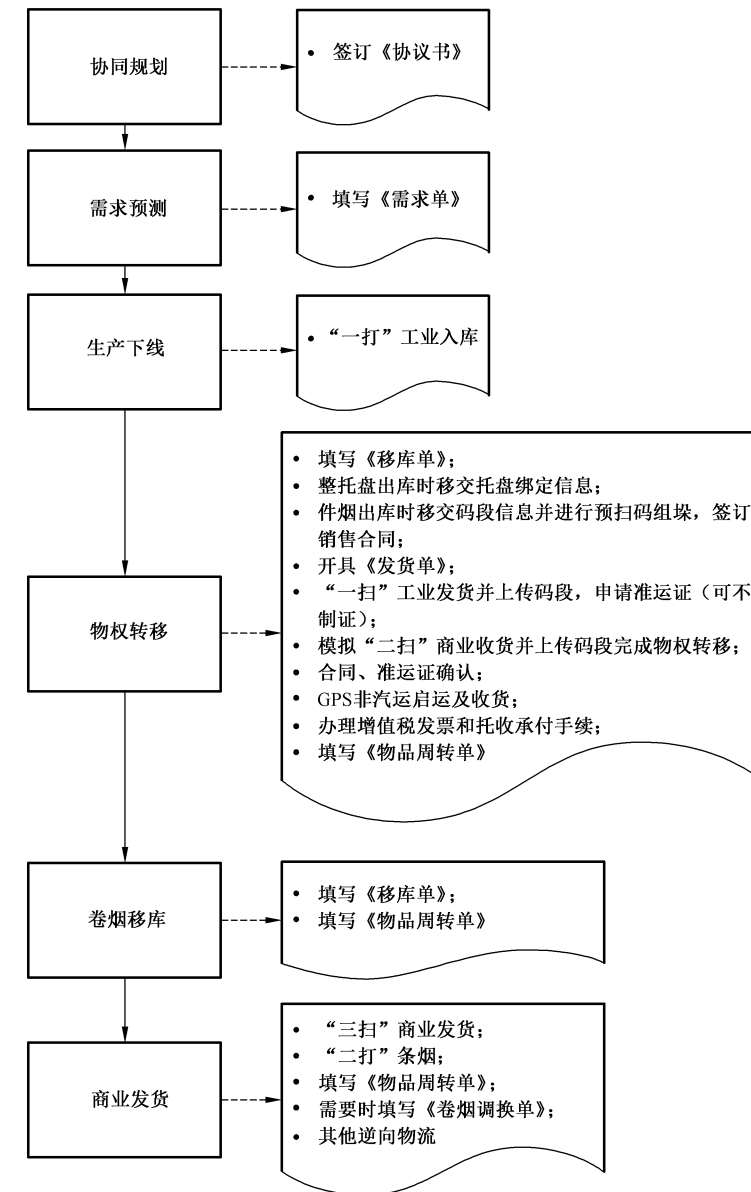 协同规划
• 签订《协议书》
需求预测
• 填写《需求单》
生产下线
• “一打”工业入库
物权转移
• 填写《移库单》;
• 整托盘出库时移交托盘绑定信息;
• 件烟出库时移交码段信息并进行预扫码组垛，签订
销售合同;
• 开具《发货单》;
• “一扫”工业发货并上传码段，申请准运证（可不
制证）;
• 模拟“二扫”商业收货并上传码段完成物权转移;
• 合同、准运证确认;
• GPS非汽运启运及收货;
• 办理增值税发票和托收承付手续;
• 填写《物品周转单》
卷烟移库
• 填写《移库单》;
• 填写《物品周转单》
商业发货
• “三扫”商业发货;
• “二打”条烟;
• 填写《物品周转单》;
• 需要时填写《卷烟调换单》;
• 其他逆向物流